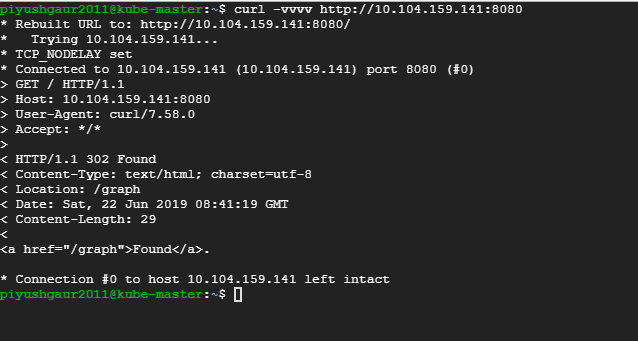 piyushgaur2011@kube-master:~$ curl -vvvv http://10.104.159.141:8080
* Rebuilt URL to: http://10.104.159.141:8080/
*   Trying 10.104.159.141...
* TCP_NODELAY set
* Connected to 10.104.159.141 (10.104.159.141) port 8080 (#0)
> GET / HTTP/1.1
> Host: 10.104.159.141:8080
> User-Agent: curl/7.58.0
> Accept: */*
>
< HTTP/1.1 302 Found
< Content-Type: text/html; charset=utf-8
< Location: /graph
< Date: Sat, 22 Jun 2019 08:41:19 GMT
< Content-Length: 29
<
<a href="/graph">Found</a>.
* Connection #0 to host 10.104.159.141 left intact
piyushgaur2011@kube-master:~$